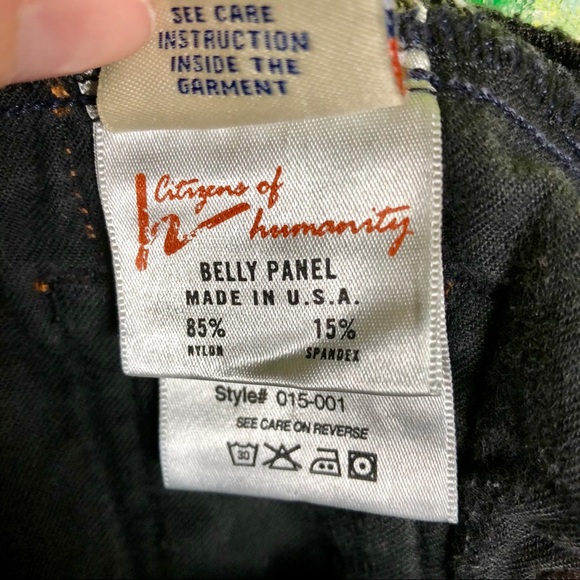 SEE CARE
INSTRUCTION
INSIDE THE
GARMENT
Citizens of
humanity
BELLY PANEL
MADE IN U.S.A.
85% 15%
NYLON SPANDEX
Style# 015-001
SEE CARE ON REVERSE
30